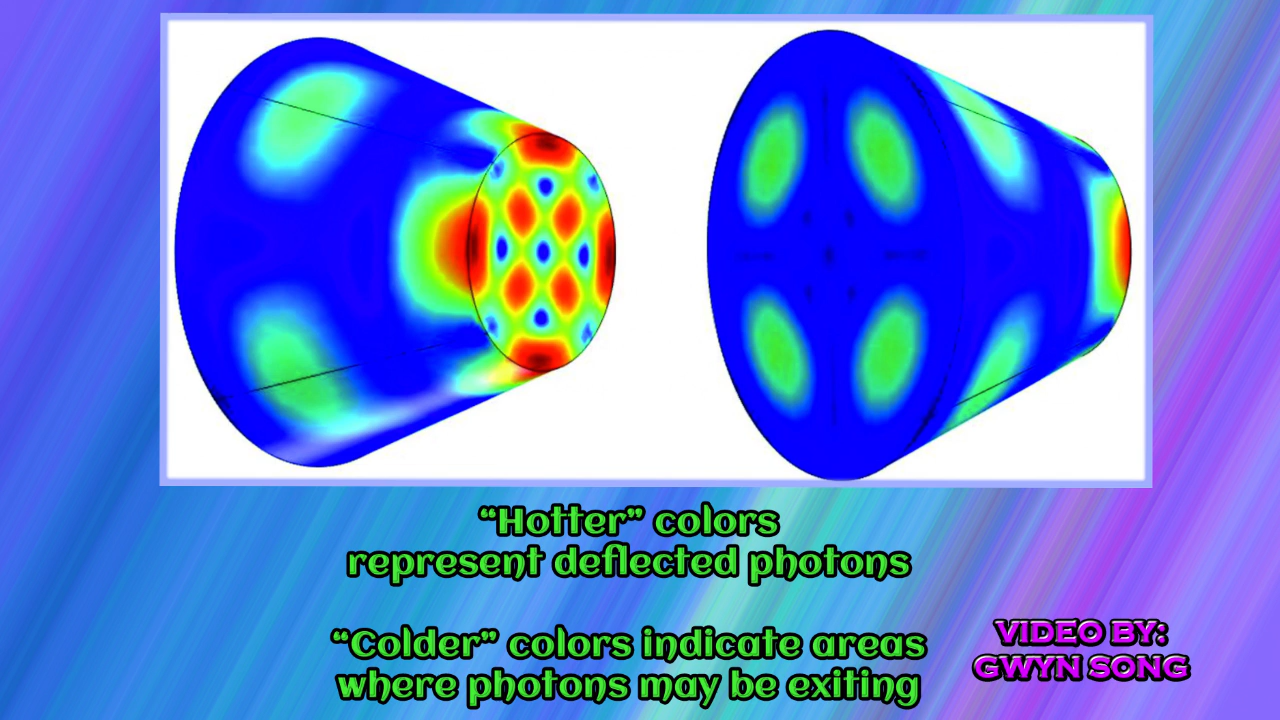 “Hotter” colors
represent deflected photons
“Colder” colors indicate areas
where photons may be exiting
VIDEO BY:
GWYN SONG